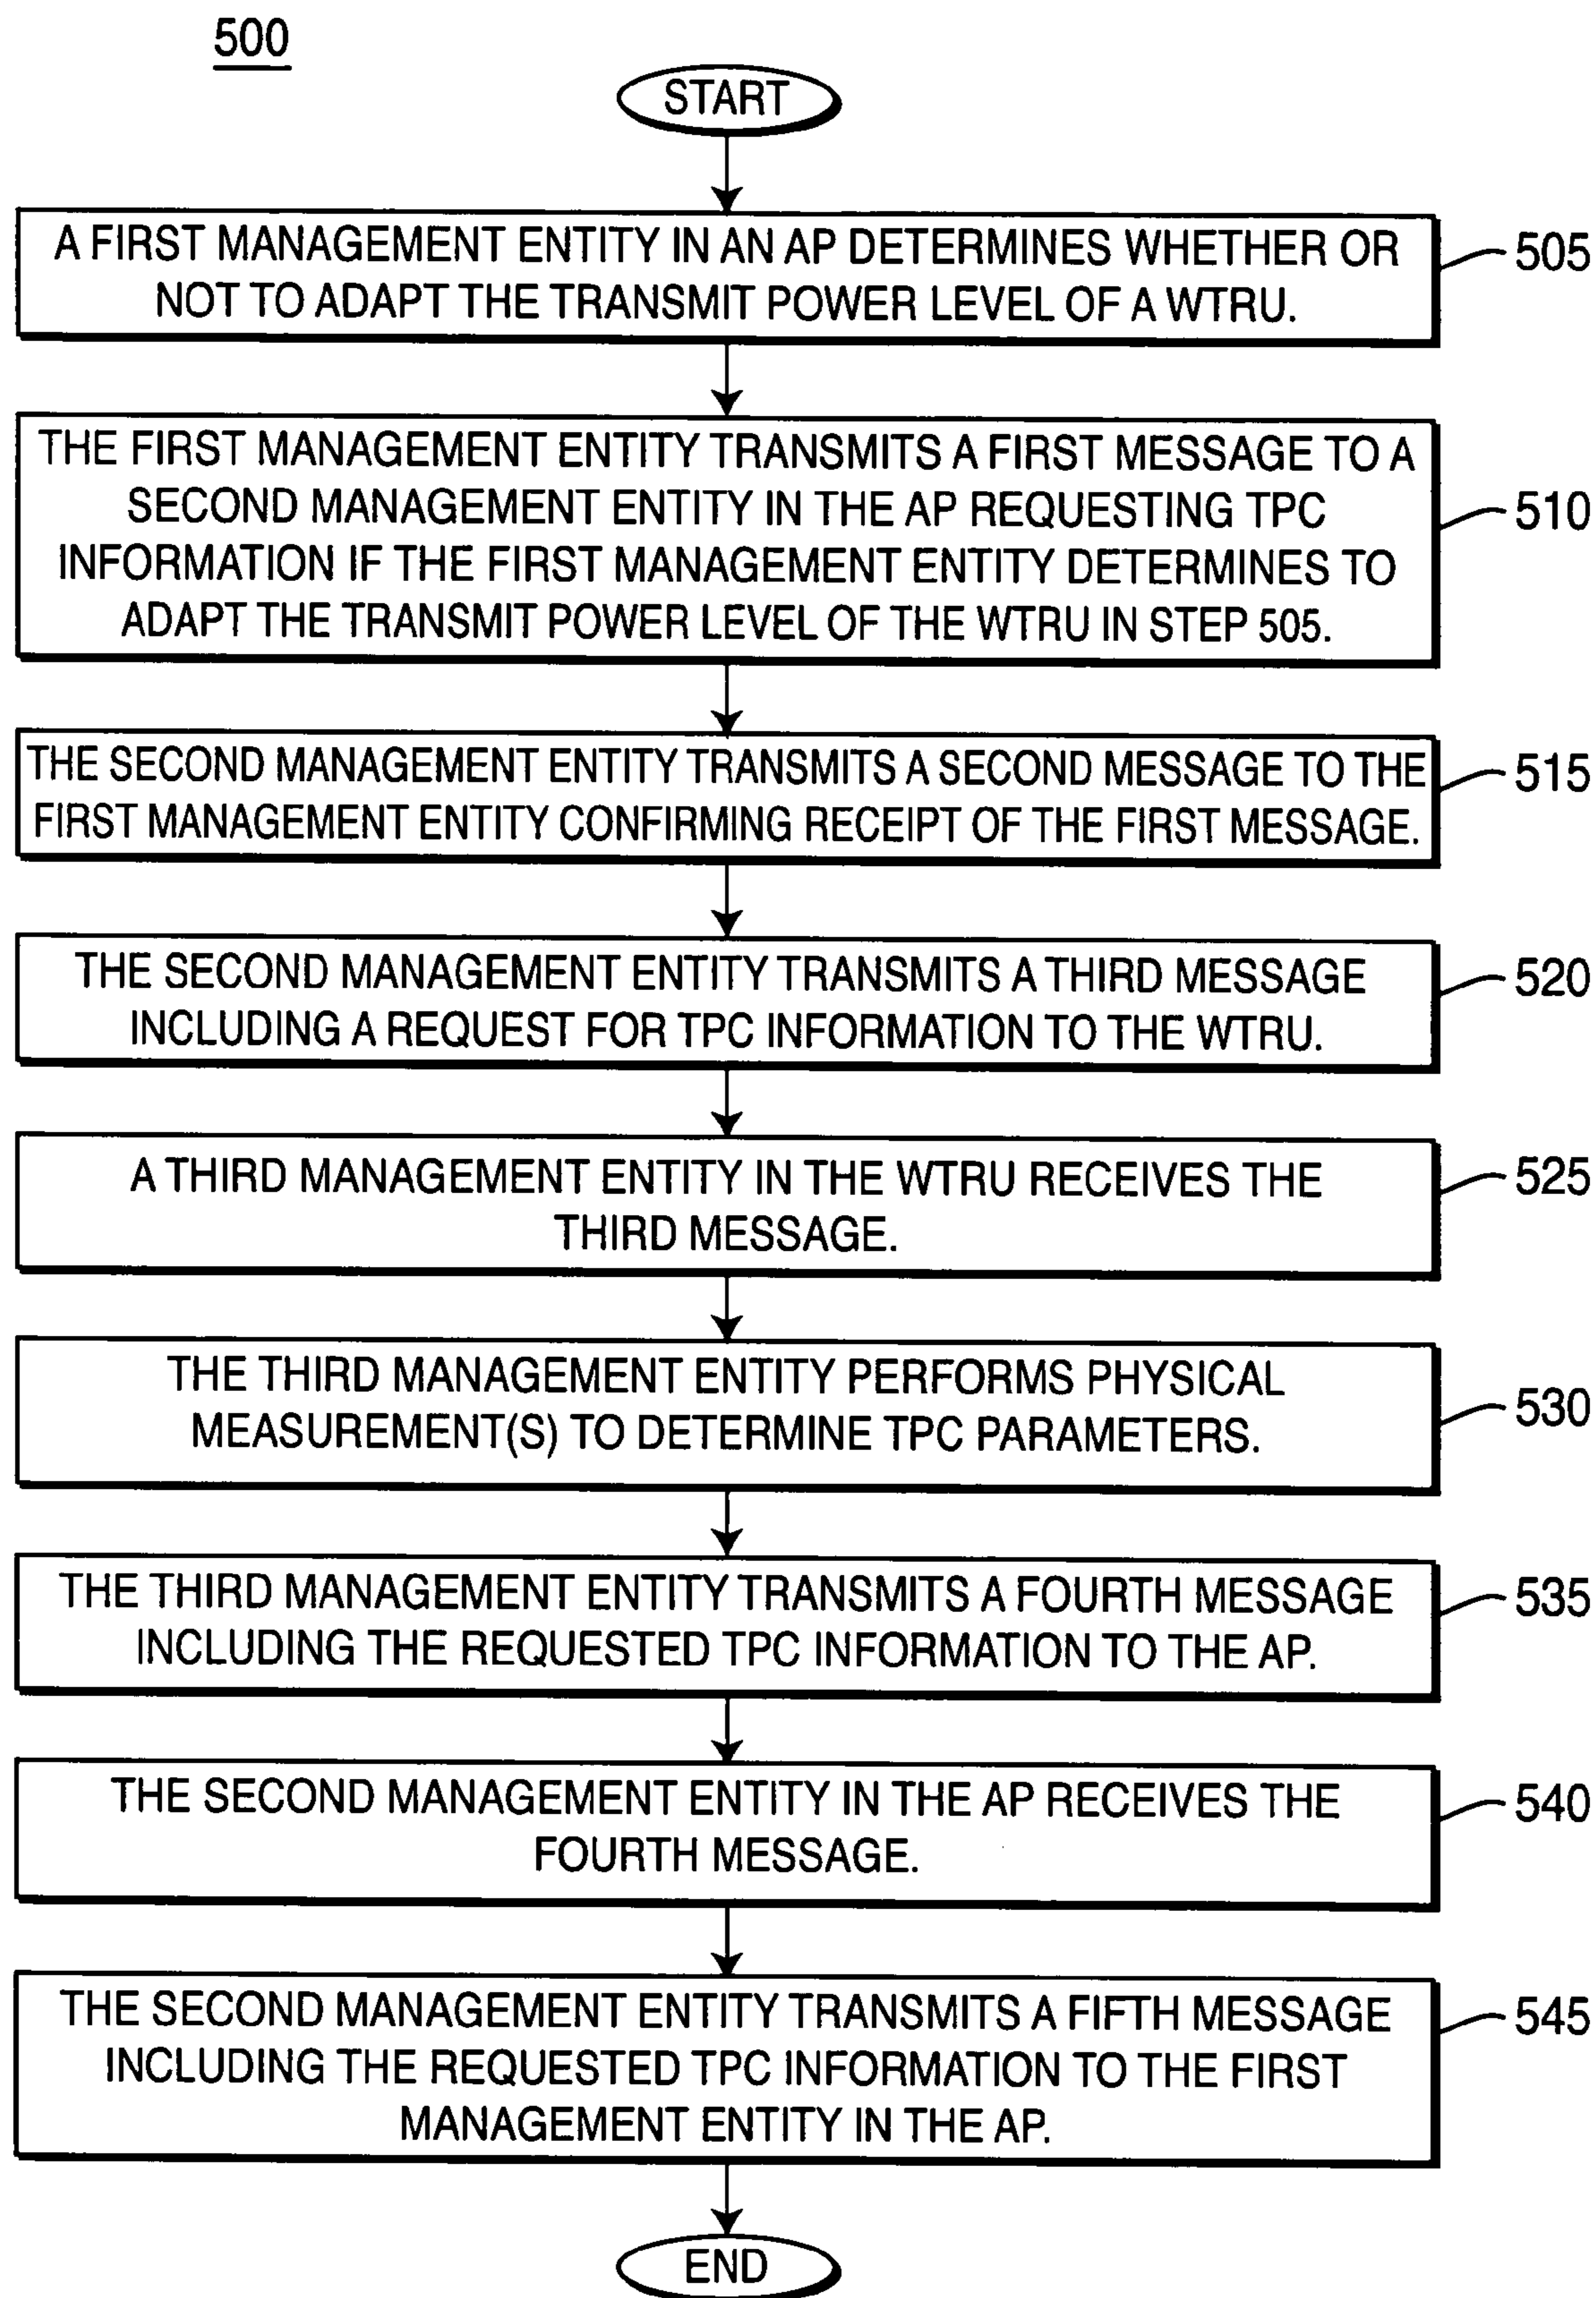 500
START
A FIRST MANAGEMENT ENTITY IN AN AP DETERMINES WHETHER OR
NOT TO ADAPT THE TRANSMIT POWER LEVEL OF A WTRU.
505
THE FIRST MANAGEMENT ENTITY TRANSMITS A FIRST MESSAGE TO A
SECOND MANAGEMENT ENTITY IN THE AP REQUESTING TPC
INFORMATION IF THE FIRST MANAGEMENT ENTITY DETERMINES TO
ADAPT THE TRANSMIT POWER LEVEL OF THE WTRU IN STEP 505.
510
THE SECOND MANAGEMENT ENTITY TRANSMITS A SECOND MESSAGE TO THE
FIRST MANAGEMENT ENTITY CONFIRMING RECEIPT OF THE FIRST MESSAGE.
515
THE SECOND MANAGEMENT ENTITY TRANSMITS A THIRD MESSAGE
INCLUDING A REQUEST FOR TPC INFORMATION TO THE WTRU.
520
A THIRD MANAGEMENT ENTITY IN THE WTRU RECEIVES THE
THIRD MESSAGE.
525
THE THIRD MANAGEMENT ENTITY PERFORMS PHYSICAL
MEASUREMENT(S) TO DETERMINE TPC PARAMETERS.
530
THE THIRD MANAGEMENT ENTITY TRANSMITS A FOURTH MESSAGE
INCLUDING THE REQUESTED TPC INFORMATION TO THE AP.
535
THE SECOND MANAGEMENT ENTITY IN THE AP RECEIVES THE
FOURTH MESSAGE.
540
THE SECOND MANAGEMENT ENTITY TRANSMITS A FIFTH MESSAGE
INCLUDING THE REQUESTED TPC INFORMATION TO THE FIRST
MANAGEMENT ENTITY IN THE AP.
545
END